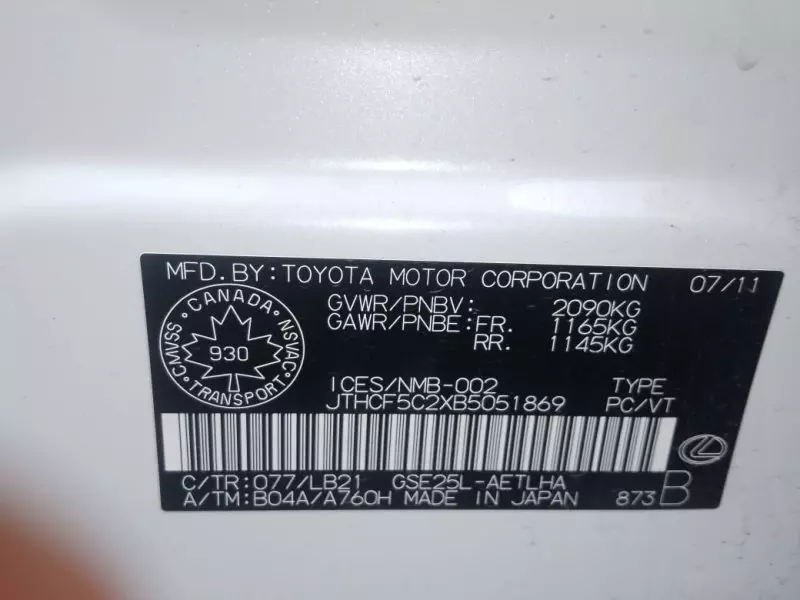 MFD. BY: TOYOTA MOTOR CORPORATION 07/11
CANADA
CMVSS 930 NSVAC
TRANSPORT
GVWR/PNBV: 2090KG
GAWR/PNBE: FR. 1165KG
RR. 1145KG
ICES/NMB-002 TYPE
JTHCF5C2XB5051869 PC/VT
C/TR: 077/LB21 GSE25L-AETLHA
A/TM: B04A/A760H MADE IN JAPAN 873 B